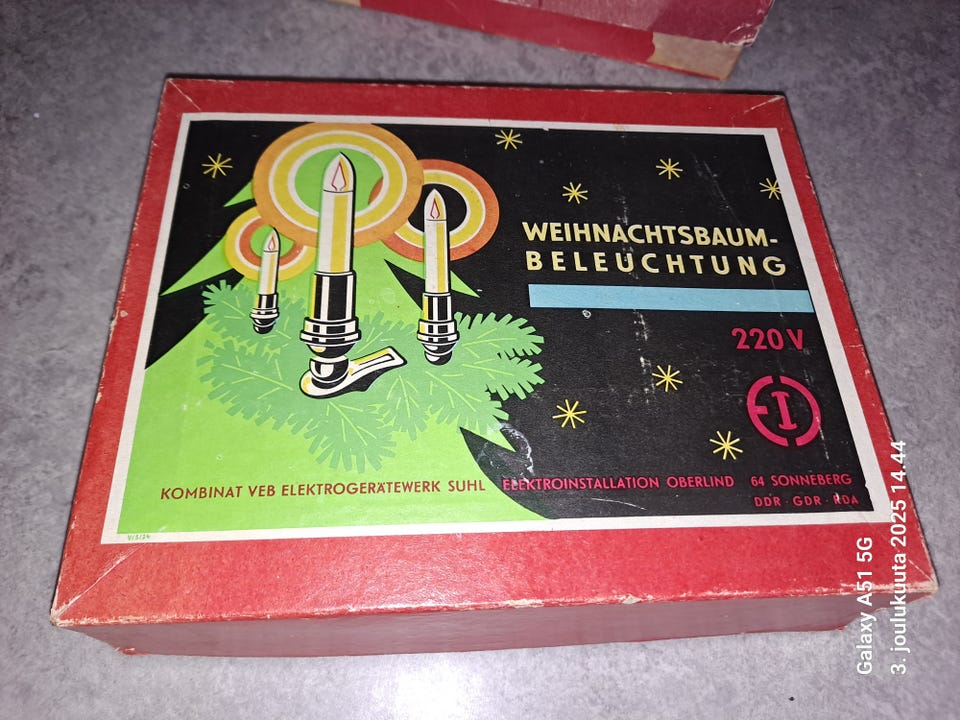 WEIHNACHTSBAUM-
BELEUCHTUNG
220 V
EIO
KOMBINAT VEB ELEKTROGERÄTEWERK SUHL ELEKTROINSTALLATION OBERLIND 64 SONNEBERG
DDR · GDR · RDA
Galaxy A51 5G
3. joulukuuta 2025 14.44